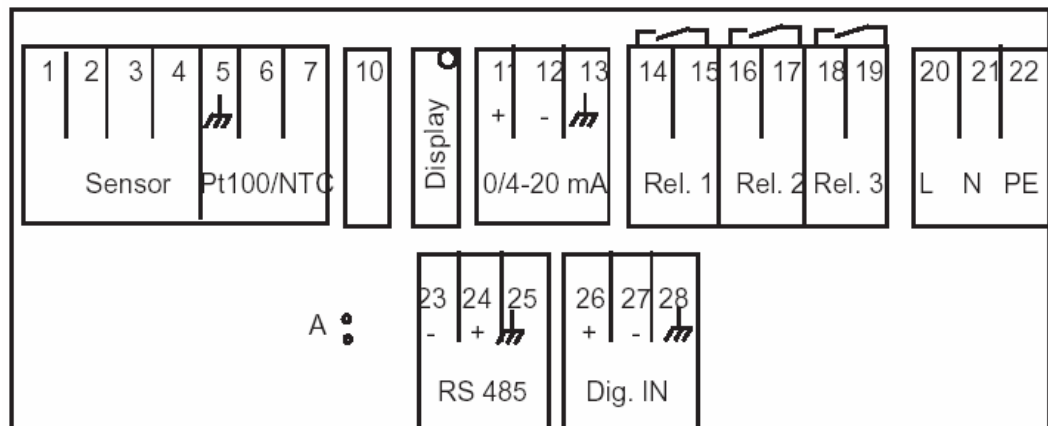 1 2 3 4 5 6 7 10 Display 11 12 13 14 15 16 17 18 19 20 21 22
+ -
Sensor Pt100/NTC 0/4-20 mA Rel. 1 Rel. 2 Rel. 3 L N PE
23 24 25 26 27 28
A - + + -
RS 485 Dig. IN